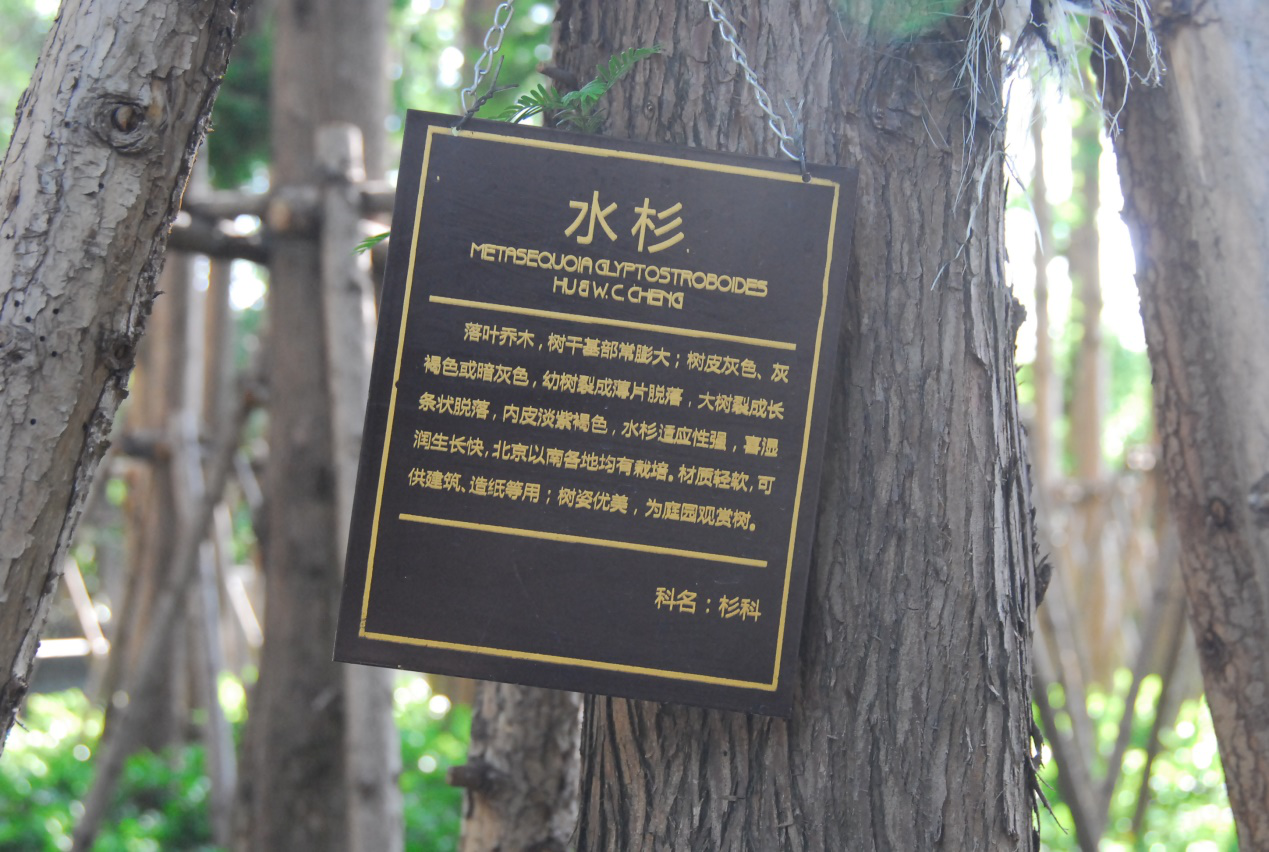 水杉
METASEQUOIA GLYPTOSTROBOIDES
HU & W.C CHENG
落叶乔木，树干基部常膨大；树皮灰色、灰
褐色或暗灰色，幼树裂成薄片脱落，大树裂成长
条状脱落，内皮淡紫褐色，水杉适应性强，喜湿
润生长快，北京以南各地均有栽培。材质轻软，可
供建筑、造纸等用；树姿优美，为庭园观赏树。
科名：杉科